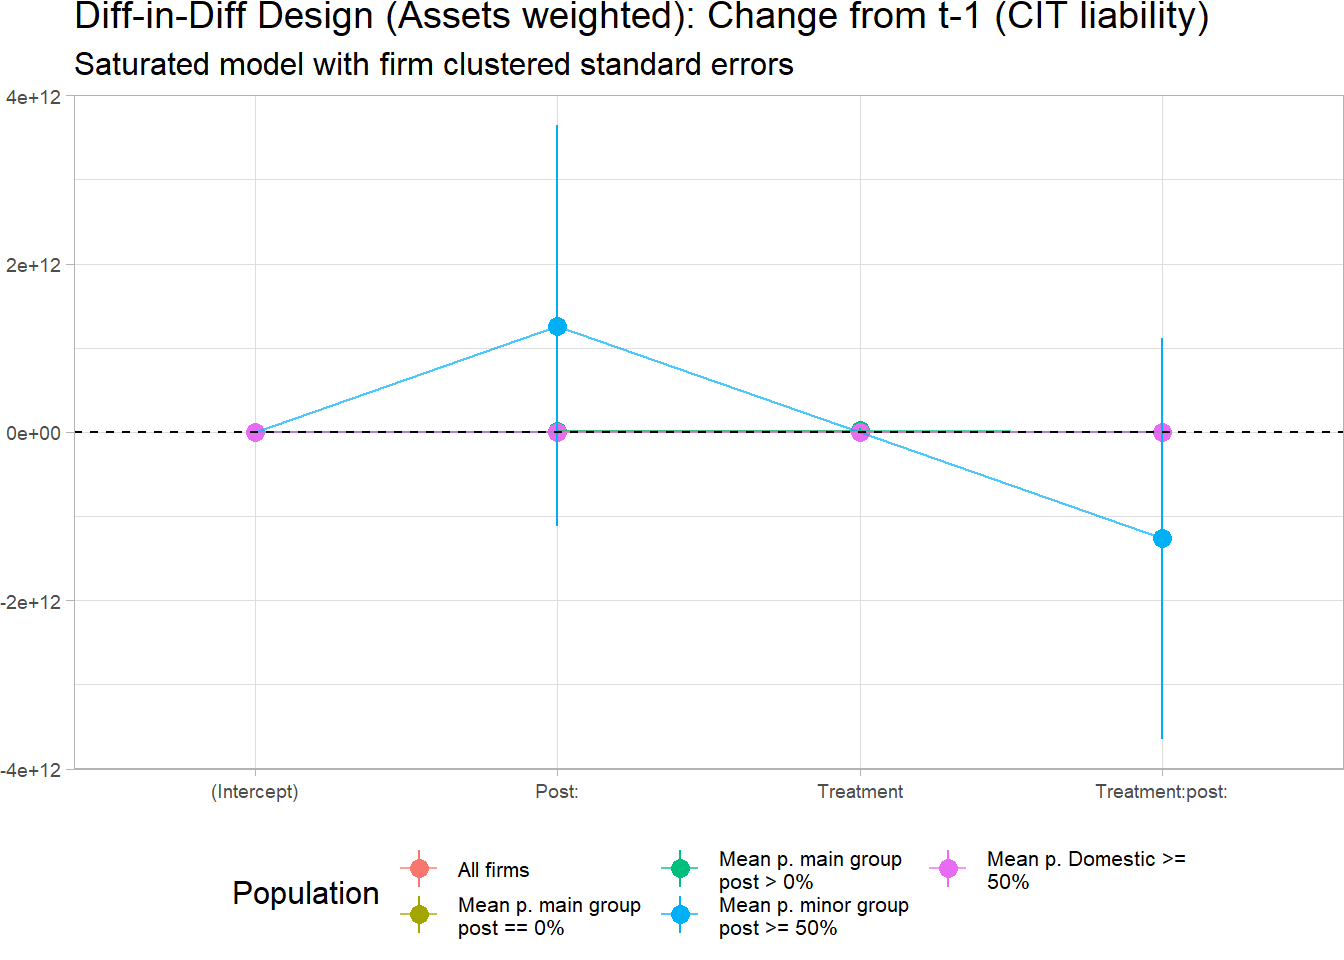 Diff-in-Diff Design (Assets weighted): Change from t-1 (CIT liability)
Saturated model with firm clustered standard errors
4e+12
2e+12
0e+00
-2e+12
-4e+12
(Intercept)
Post:
Treatment
Treatment:post:
Population
All firms
Mean p. main group
post == 0%
Mean p. main group
post > 0%
Mean p. minor group
post >= 50%
Mean p. Domestic >=
50%